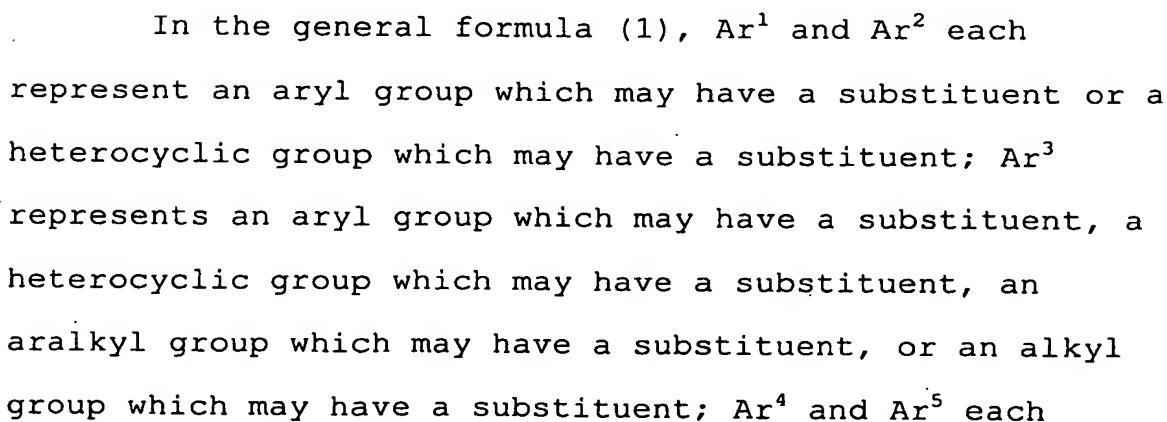 In the general formula (1), Ar¹ and Ar² each
represent an aryl group which may have a substituent or a
heterocyclic group which may have a substituent; Ar³
represents an aryl group which may have a substituent, a
heterocyclic group which may have a substituent, an
aralkyl group which may have a substituent, or an alkyl
group which may have a substituent; Ar⁴ and Ar⁵ each